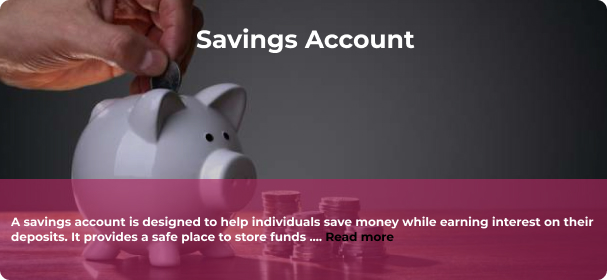 Savings Account
A savings account is designed to help individuals save money while earning interest on their
deposits. It provides a safe place to store funds .... Read more